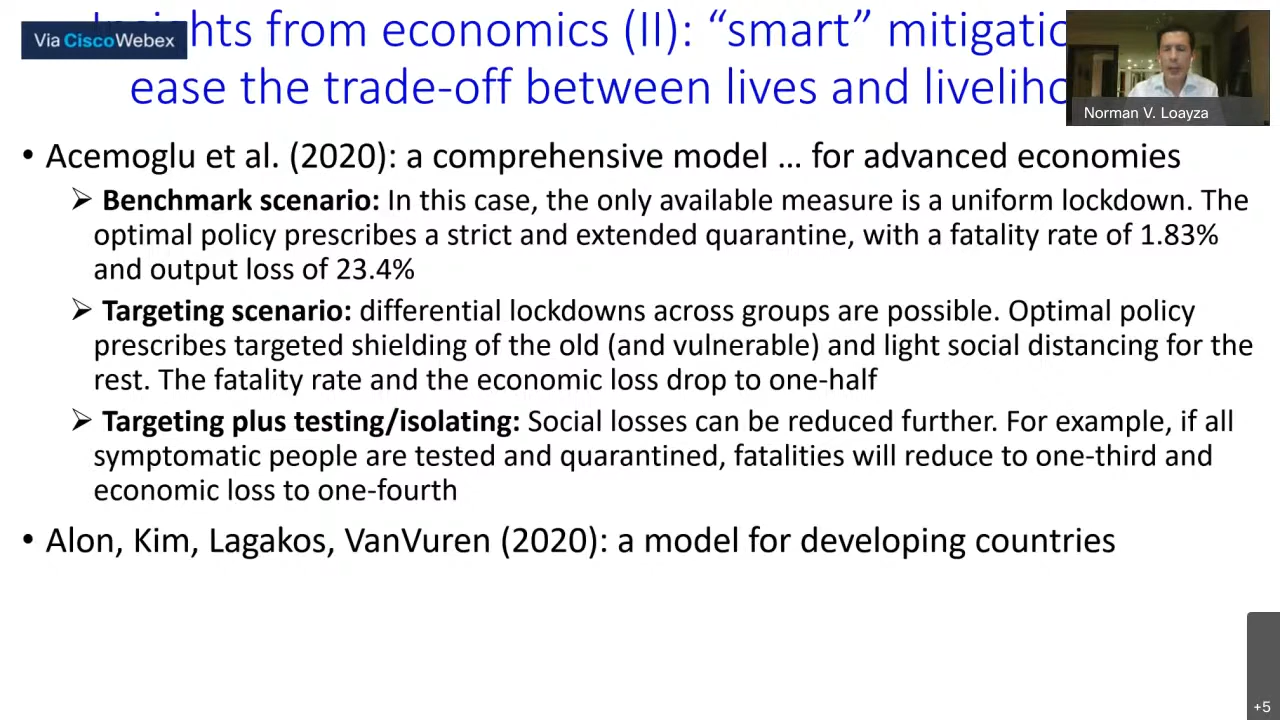 Via Cisco Webex
hts from economics (II): “smart”
ease the trade-off between lives and
Norman V. Loayza
• Acemoglu et al. (2020): a comprehensive model ... for advanced economies
➢ Benchmark scenario: In this case, the only available measure is a uniform lockdown. The
optimal policy prescribes a strict and extended quarantine, with a fatality rate of 1.83%
and output loss of 23.4%
➢ Targeting scenario: differential lockdowns across groups are possible. Optimal policy
prescribes targeted shielding of the old (and vulnerable) and light social distancing for the
rest. The fatality rate and the economic loss drop to one-half
➢ Targeting plus testing/isolating: Social losses can be reduced further. For example, if all
symptomatic people are tested and quarantined, fatalities will reduce to one-third and
economic loss to one-fourth
• Alon, Kim, Lagakos, VanVuren (2020): a model for developing countries
+5